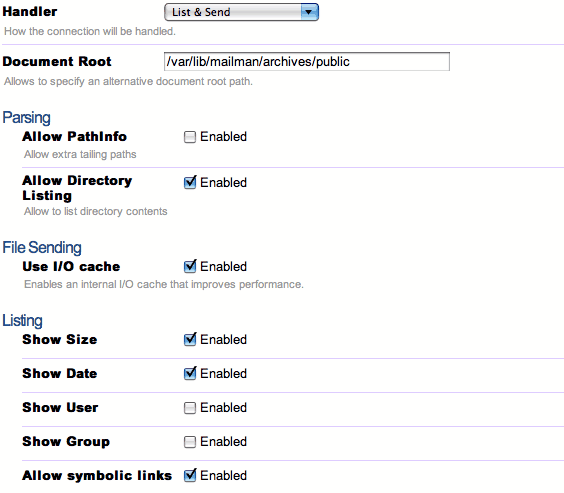 Handler List & Send
How the connection will be handled.
Document Root /var/lib/mailman/archives/public
Allows to specify an alternative document root path.
Parsing
Allow PathInfo Enabled
Allow extra tailing paths
Allow Directory Enabled
Listing
Allow to list directory contents
File Sending
Use I/O cache Enabled
Enables an internal I/O cache that improves performance.
Listing
Show Size Enabled
Show Date Enabled
Show User Enabled
Show Group Enabled
Allow symbolic links Enabled